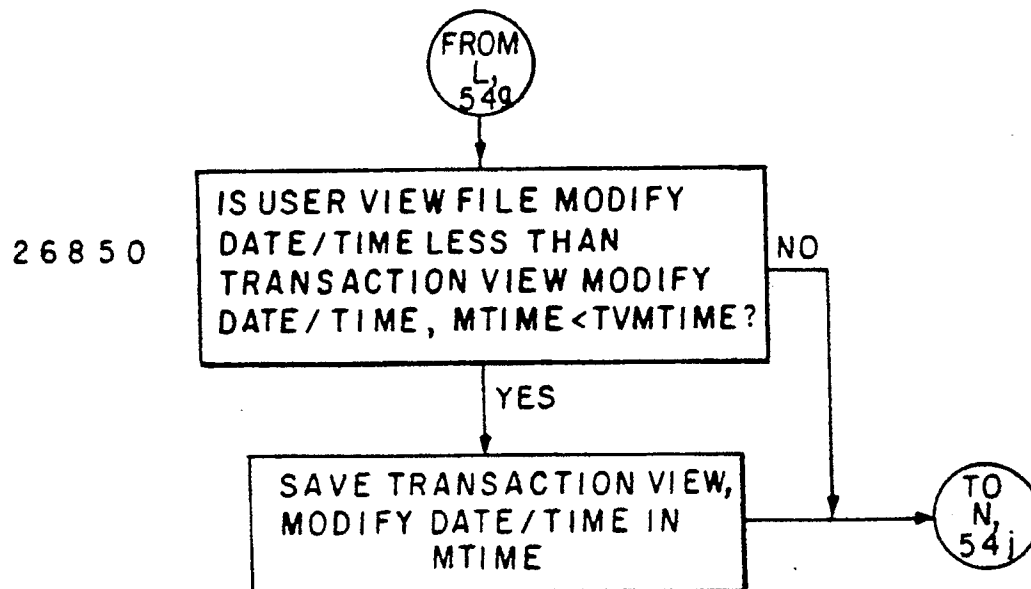 FROM
L,
54g
26850
IS USER VIEW FILE MODIFY
DATE/TIME LESS THAN
TRANSACTION VIEW MODIFY
DATE/TIME, MTIME<TVMTIME?
NO
YES
SAVE TRANSACTION VIEW,
MODIFY DATE/TIME IN
MTIME
TO
N,
54j